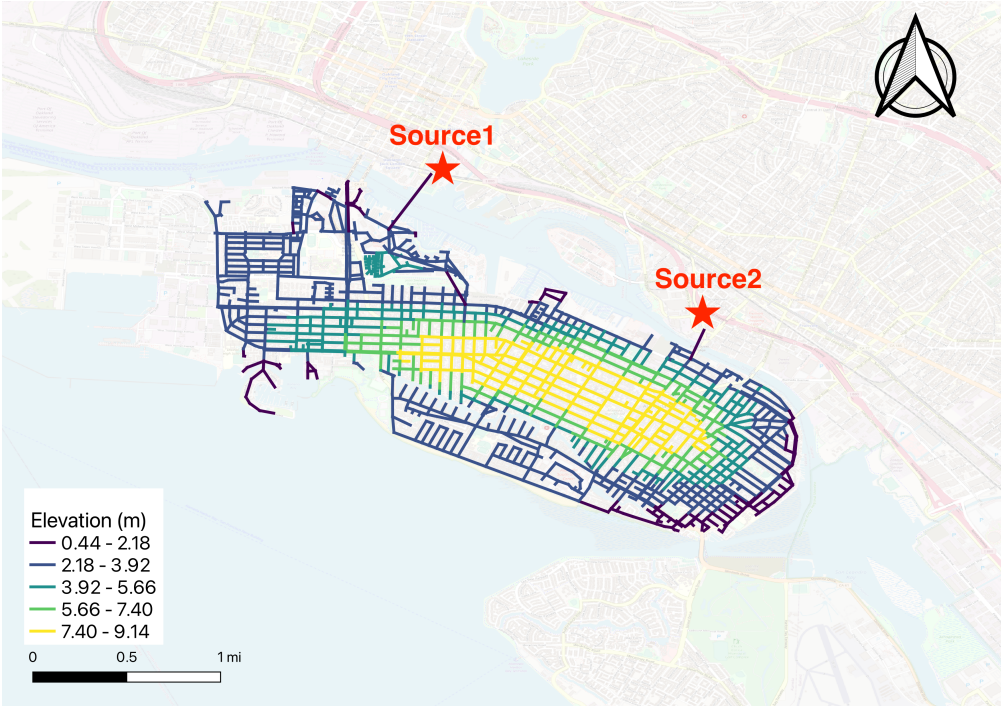 Source1
Source2
Elevation (m)
0.44 - 2.18
2.18 - 3.92
3.92 - 5.66
5.66 - 7.40
7.40 - 9.14
0 0.5 1 mi